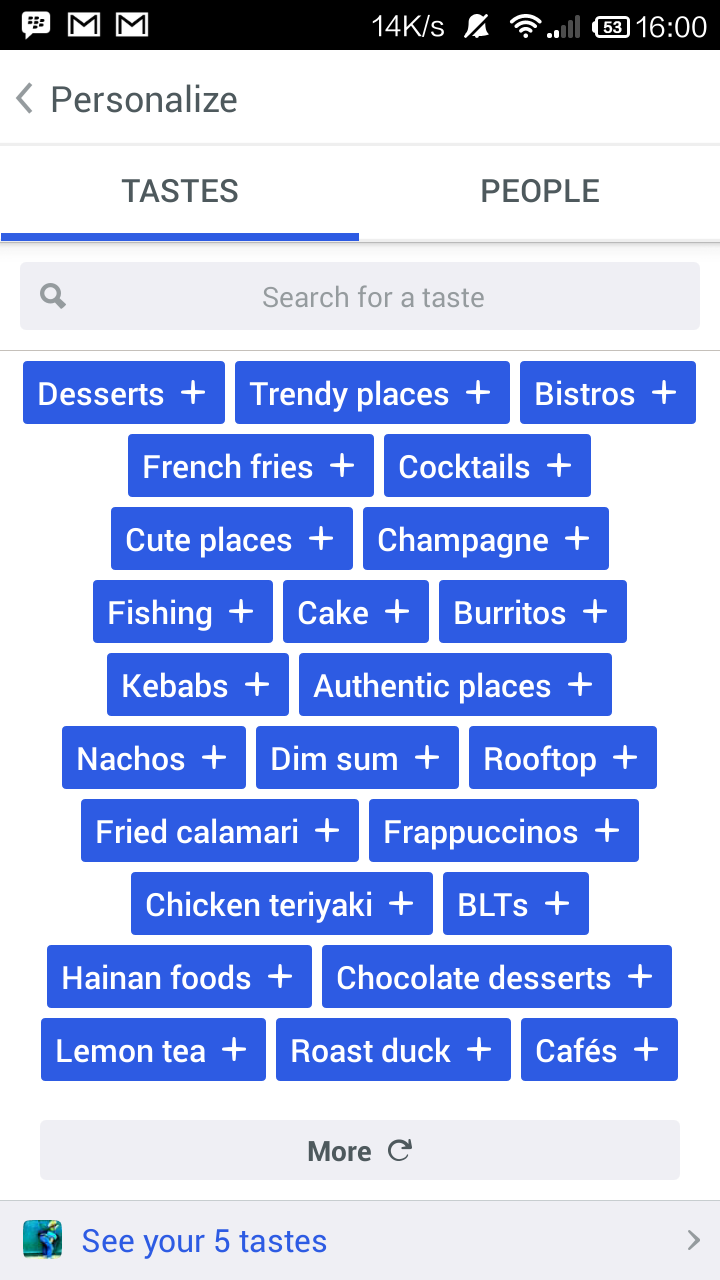 14K/s 53 16:00
Personalize
TASTES PEOPLE
Search for a taste
Desserts + Trendy places + Bistros +
French fries + Cocktails +
Cute places + Champagne +
Fishing + Cake + Burritos +
Kebabs + Authentic places +
Nachos + Dim sum + Rooftop +
Fried calamari + Frappuccinos +
Chicken teriyaki + BLTs +
Hainan foods + Chocolate desserts +
Lemon tea + Roast duck + Cafés +
More
See your 5 tastes